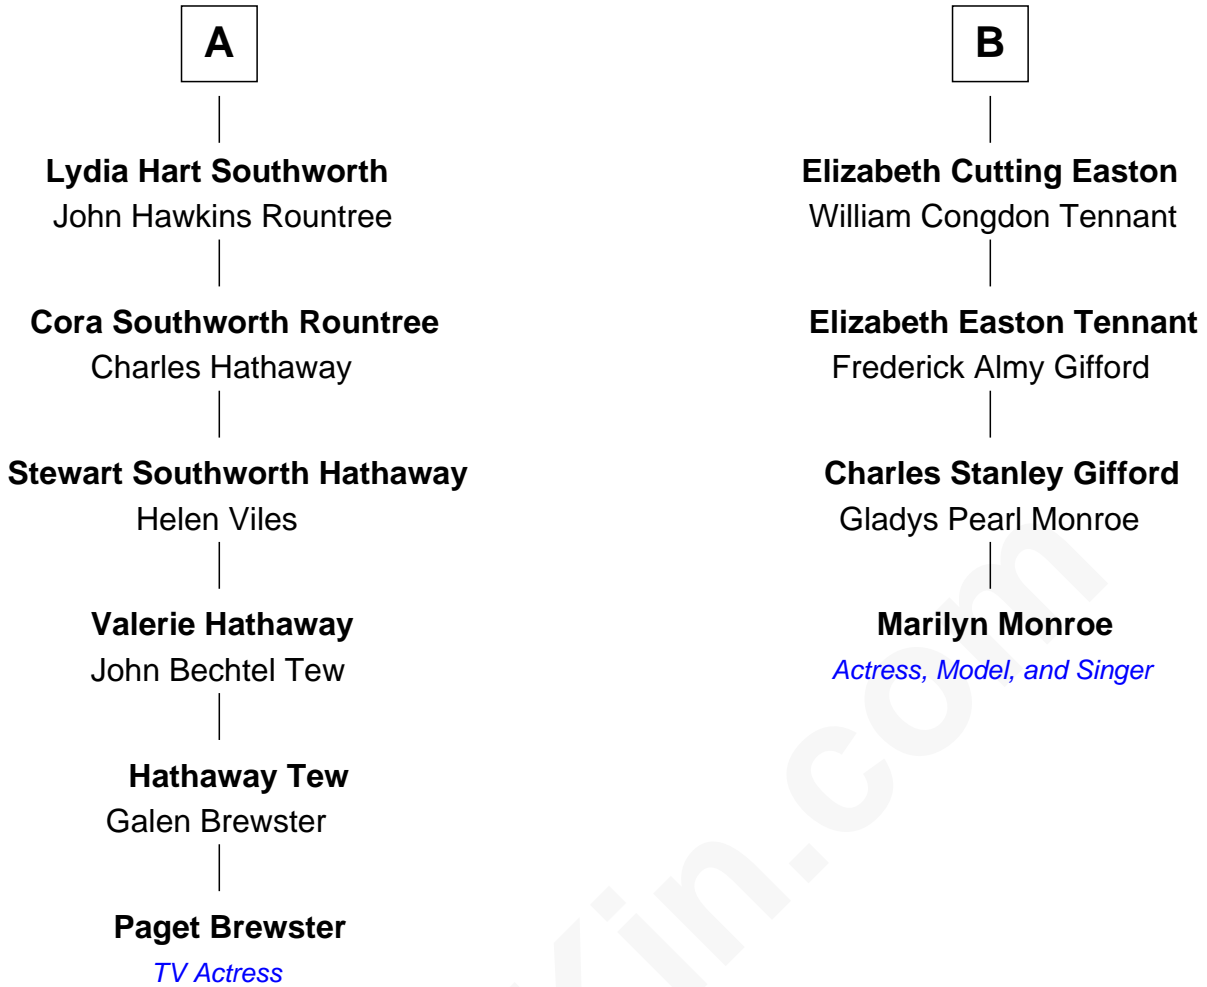 A
Lydia Hart Southworth
John Hawkins Rountree
Cora Southworth Rountree
Charles Hathaway
Stewart Southworth Hathaway
Helen Viles
Valerie Hathaway
John Bechtel Tew
Hathaway Tew
Galen Brewster
Paget Brewster
TV Actress
B
Elizabeth Cutting Easton
William Congdon Tennant
Elizabeth Easton Tennant
Frederick Almy Gifford
Charles Stanley Gifford
Gladys Pearl Monroe
Marilyn Monroe
Actress, Model, and Singer
Kin.com